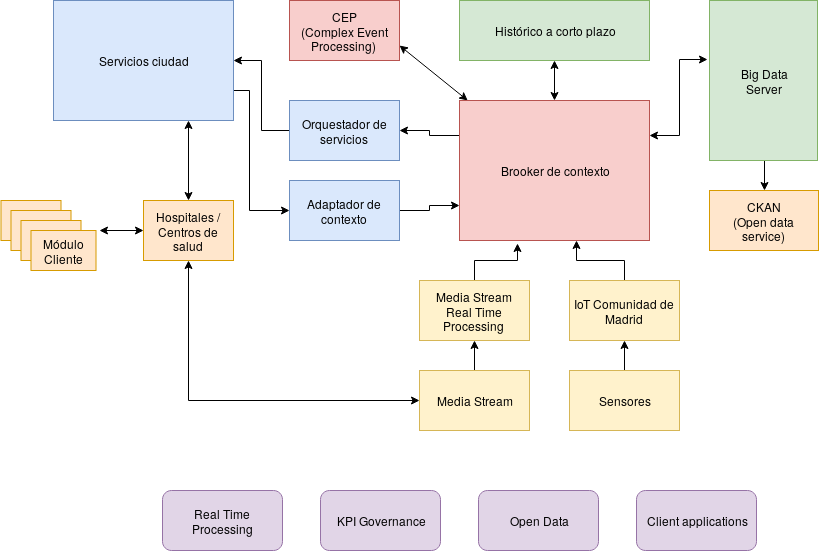 Servicios ciudad
CEP
(Complex Event
Processing)
Histórico a corto plazo
Big Data
Server
Orquestador de
servicios
Brooker de contexto
Adaptador de
contexto
Hospitales /
Centros de
salud
CKAN
(Open data
service)
Módulo
Cliente
Media Stream
Real Time
Processing
IoT Comunidad de
Madrid
Media Stream
Sensores
Real Time
Processing
KPI Governance
Open Data
Client applications